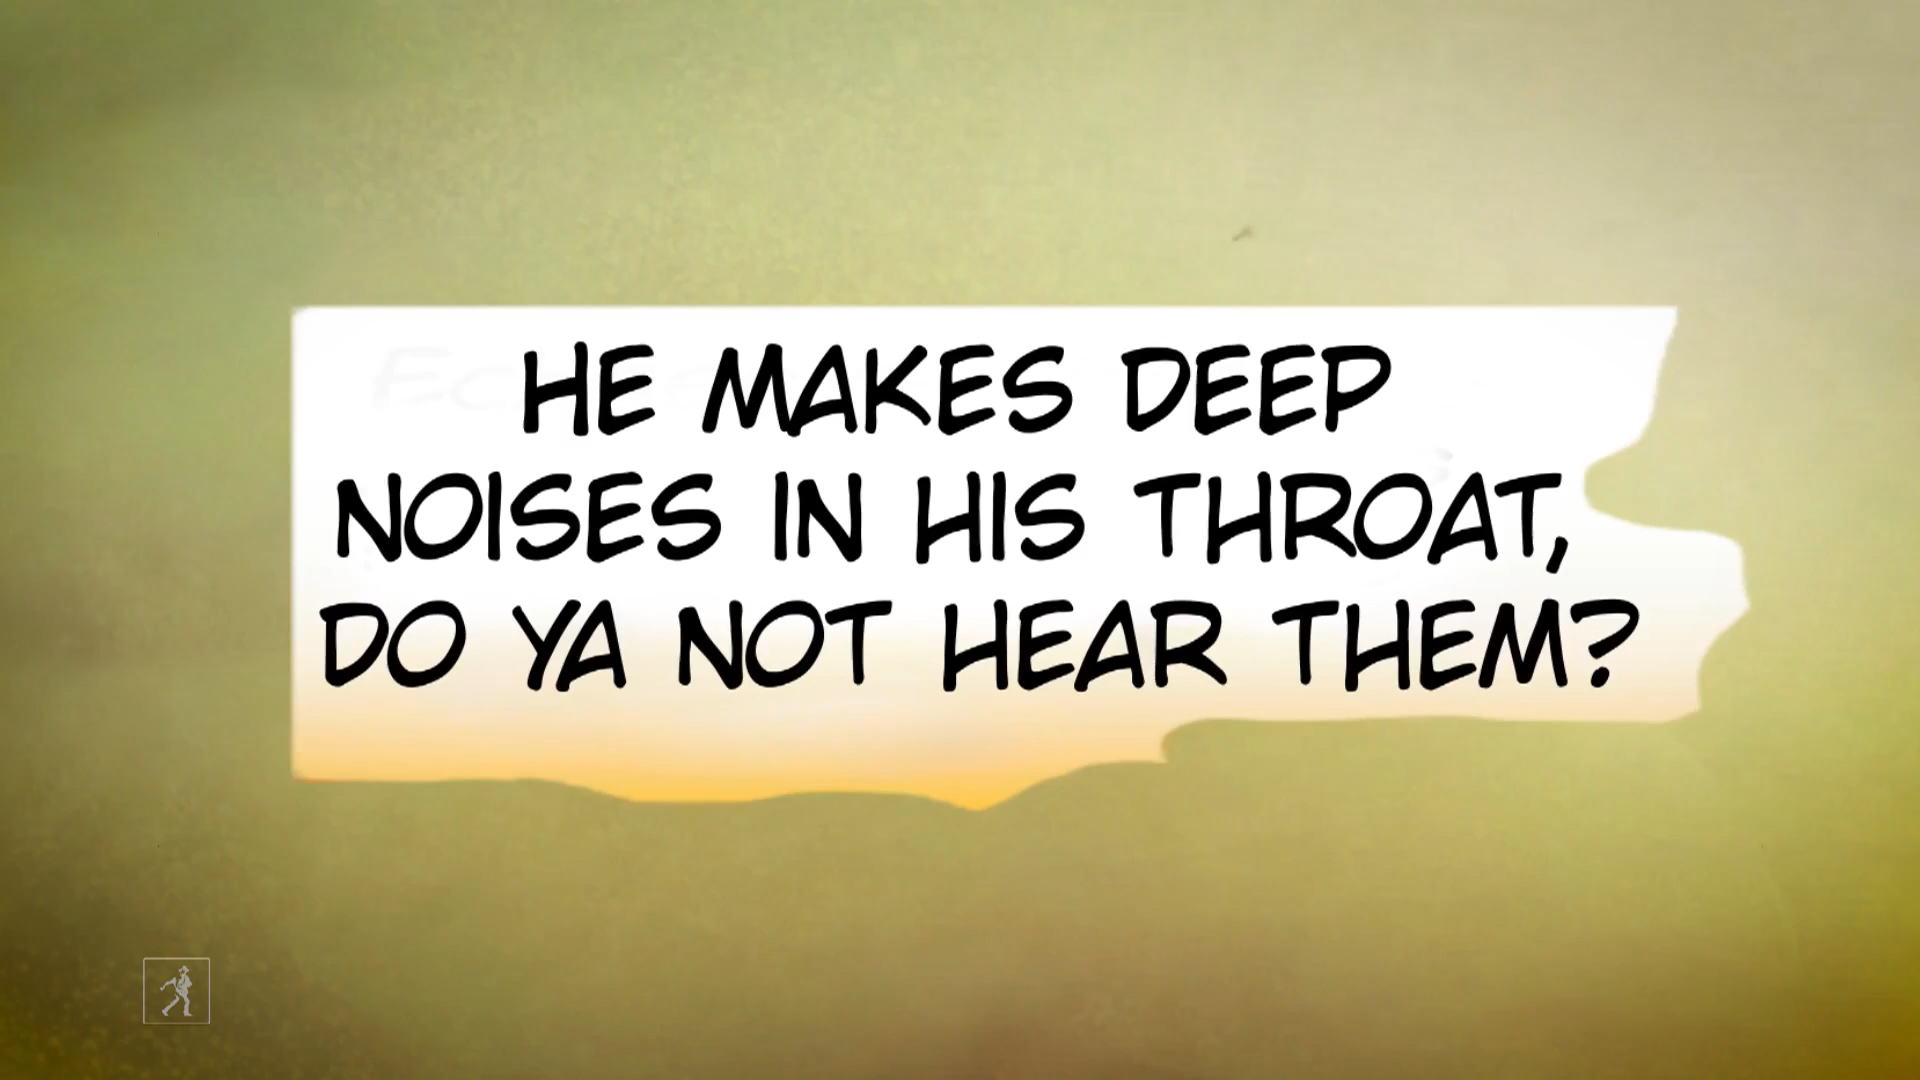 HE MAKES DEEP
NOISES IN HIS THROAT,
DO YA NOT HEAR THEM?